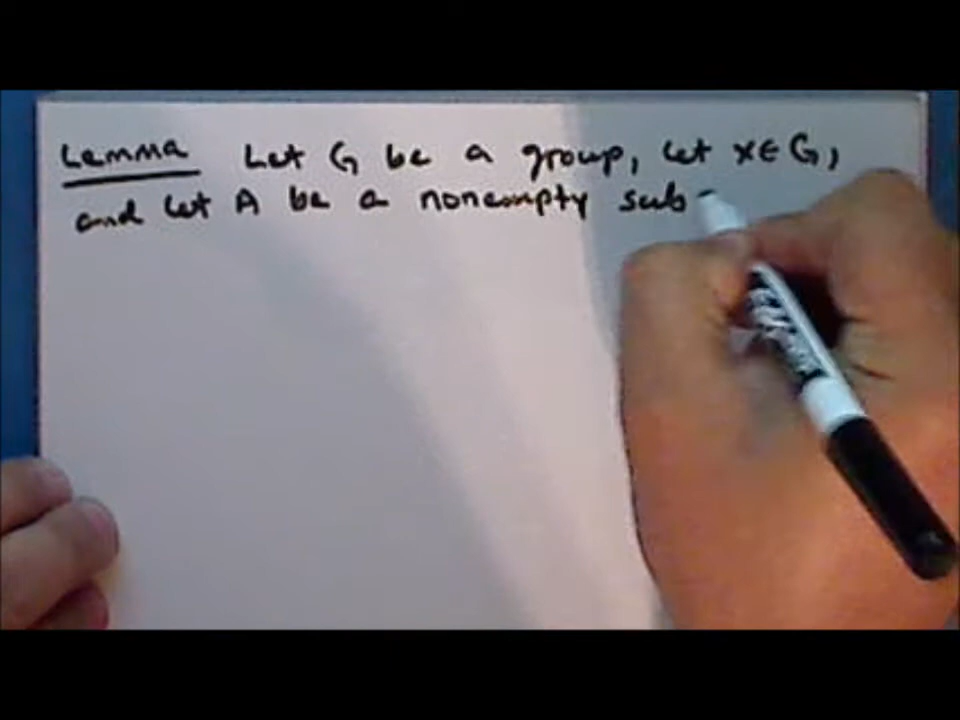 Lemma Let G be a group, let x ∈ G,
and let A be a nonempty sub